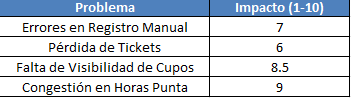 Problema Impacto (1-10)
Errores en Registro Manual 7
Pérdida de Tickets 6
Falta de Visibilidad de Cupos 8.5
Congestión en Horas Punta 9